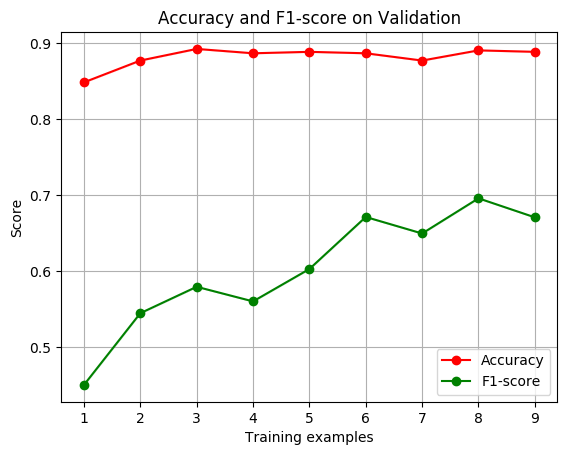 Accuracy and F1-score on Validation
0.9
0.8
0.7
0.6
0.5
Score
1 2 3 4 5 6 7 8 9
Training examples
Accuracy
F1-score